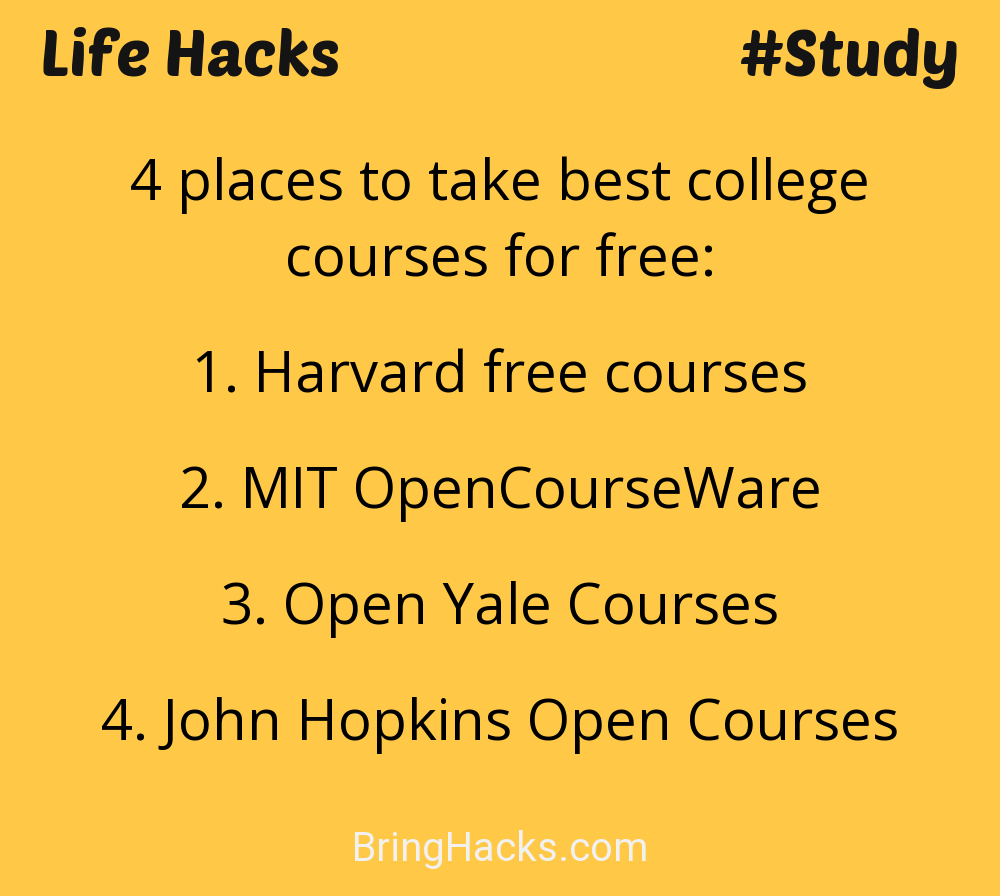 Life Hacks #Study
4 places to take best college
courses for free:
1. Harvard free courses
2. MIT OpenCourseWare
3. Open Yale Courses
4. John Hopkins Open Courses
BringHacks.com